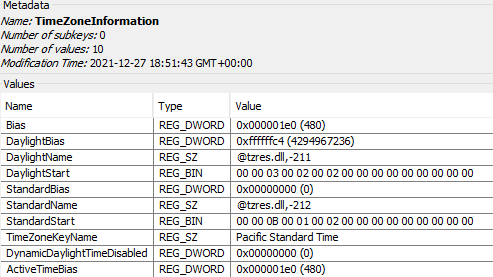 Metadata
Name: TimeZoneInformation
Number of subkeys: 0
Number of values: 10
Modification Time: 2021-12-27 18:51:43 GMT+00:00
Values
Name Type Value
Bias REG_DWORD 0x000001e0 (480)
DaylightBias REG_DWORD 0xffffffc4 (4294967236)
DaylightName REG_SZ @tzres.dll,-211
DaylightStart REG_BIN 00 00 03 00 02 00 02 00 00 00 00 00 00 00 00 00
StandardBias REG_DWORD 0x00000000 (0)
StandardName REG_SZ @tzres.dll,-212
StandardStart REG_BIN 00 00 0B 00 01 00 02 00 00 00 00 00 00 00 00 00
TimeZoneKeyName REG_SZ Pacific Standard Time
DynamicDaylightTimeDisabled REG_DWORD 0x00000000 (0)
ActiveTimeBias REG_DWORD 0x000001e0 (480)